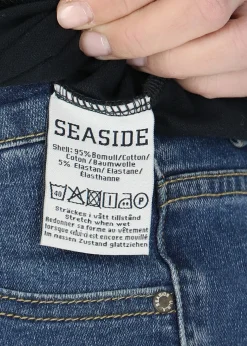 SEASIDE
Shell: 95% Bomull/Cotton/
Coton /Baumwolle
5% Elastan/ Elastane/
Élasthanne
40 P
Sträckes i vått tillstånd
Stretch when wet
Redonner sa forme au vêtement
lorsque celui-ci est encore mouillé
Im nassen Zustand glattziehen